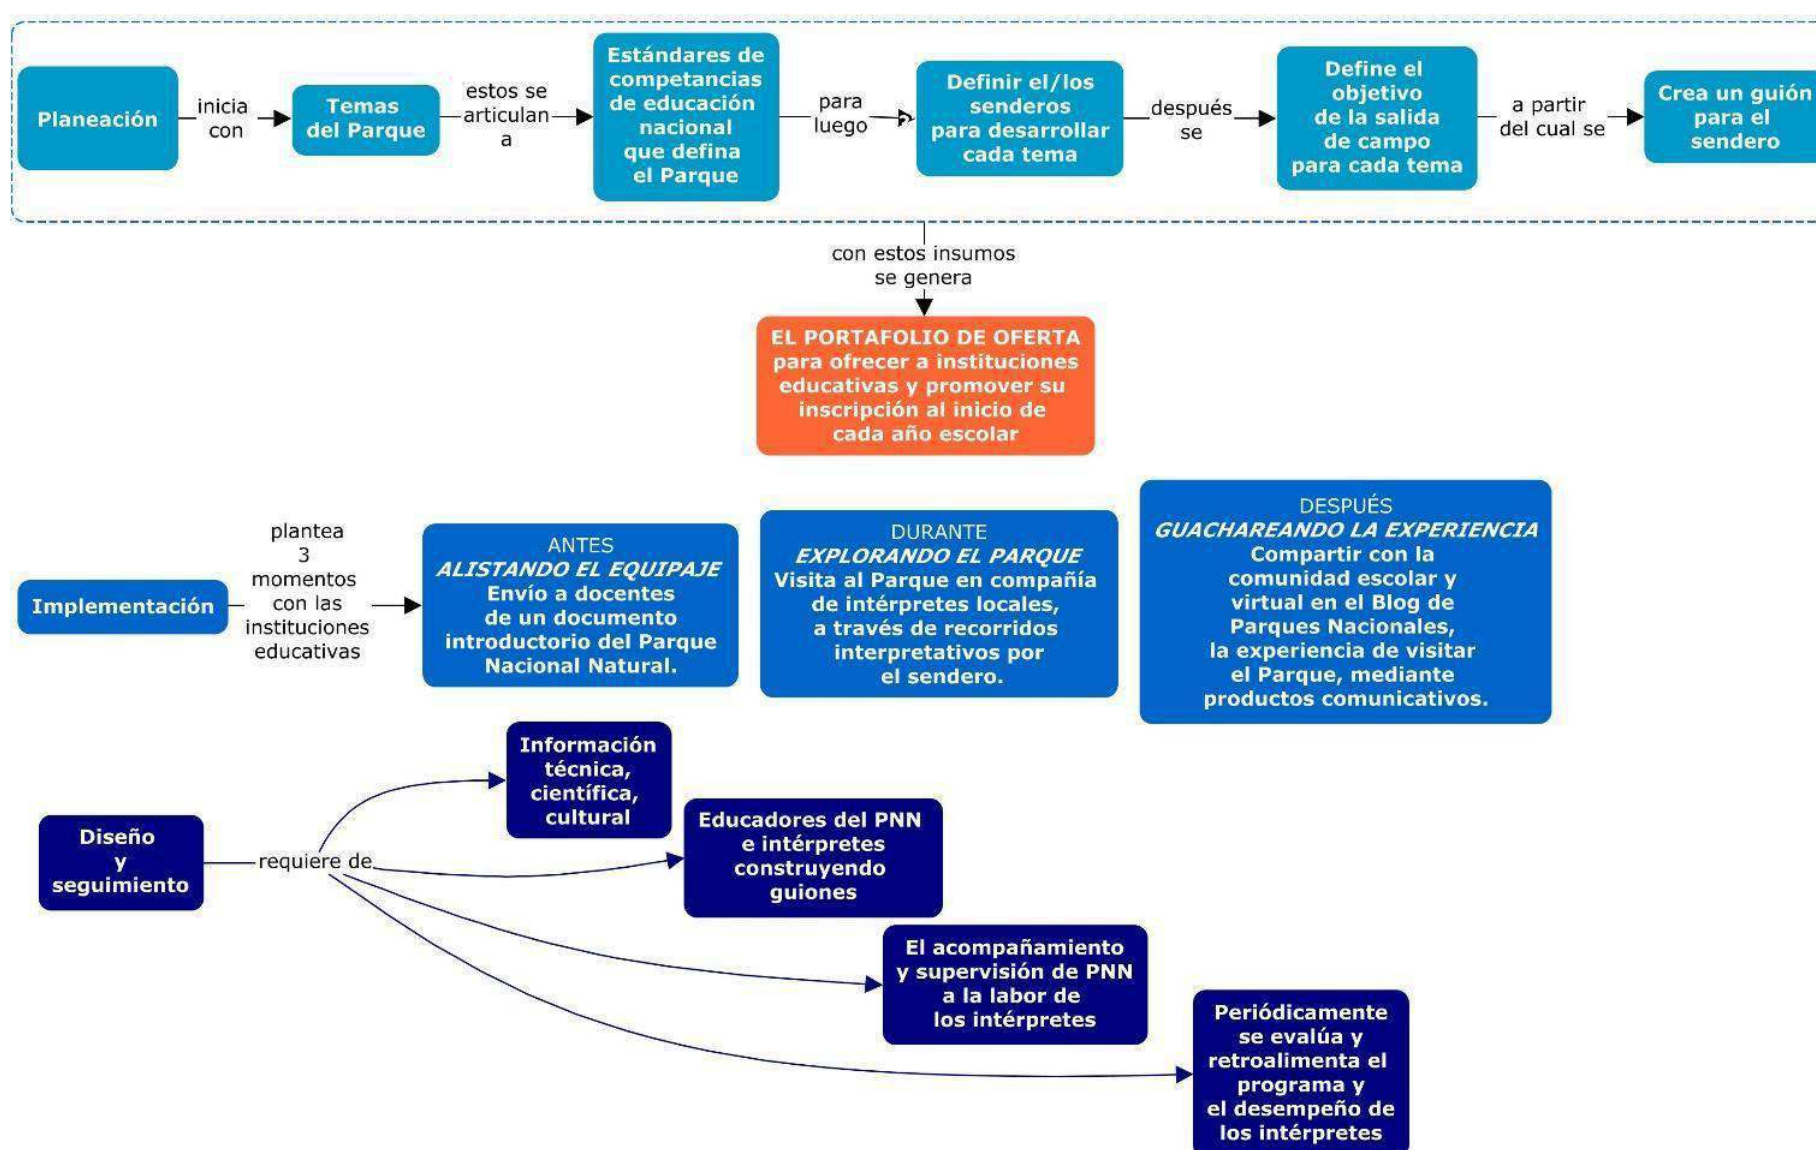 Planeación
inicia
con
Temas
del Parque
estos se
articulan
a
Estándares de
competancias
de educación
nacional
que defina
el Parque
para
luego
Definir el/los
senderos
para desarrollar
cada tema
después
se
Define el
objetivo
de la salida
de campo
para cada tema
a partir
del cual se
Crea un guión
para el
sendero
con estos insumos
se genera
EL PORTAFOLIO DE OFERTA
para ofrecer a instituciones
educativas y promover su
inscripción al inicio de
cada año escolar
Implementación
plantea
3
momentos
con las
instituciones
educativas
ANTES
ALISTANDO EL EQUIPAJE
Envío a docentes
de un documento
introductorio del Parque
Nacional Natural.
DURANTE
EXPLORANDO EL PARQUE
Visita al Parque en compañía
de intérpretes locales,
a través de recorridos
interpretativos por
el sendero.
DESPUÉS
GUACHAREANDO LA EXPERIENCIA
Compartir con la
comunidad escolar y
virtual en el Blog de
Parques Nacionales,
la experiencia de visitar
el Parque, mediante
productos comunicativos.
Diseño
y
seguimiento
requiere de
Información
técnica,
científica,
cultural
Educadores del PNN
e intérpretes
construyendo
guiones
El acompañamiento
y supervisión de PNN
a la labor de
los intérpretes
Periódicamente
se evalúa y
retroalimenta el
programa y
el desempeño de
los intérpretes